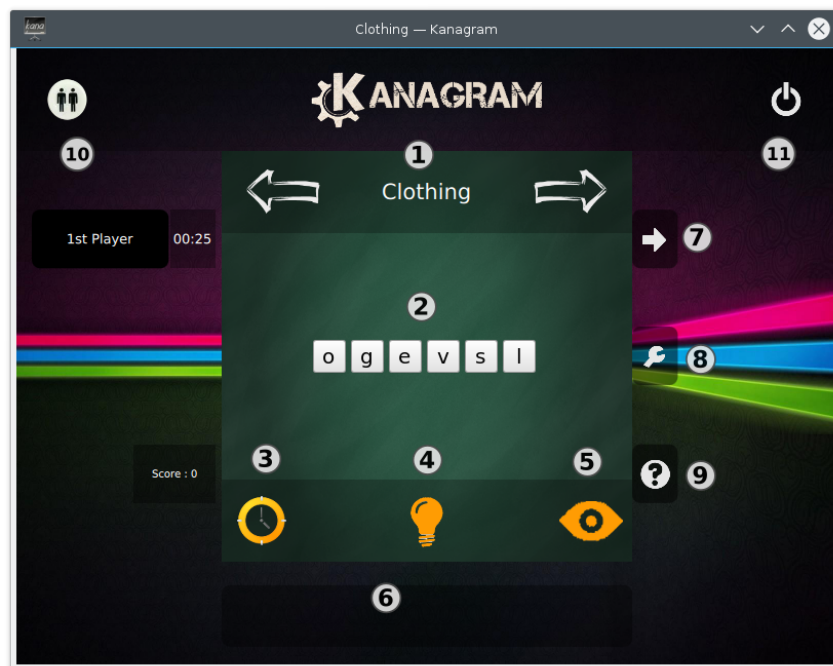 Clothing — Kanagram
KANAGRAM
10
1
11
Clothing
1st Player
00:25
7
2
o g e v s l
8
3
4
5
Score : 0
9
6